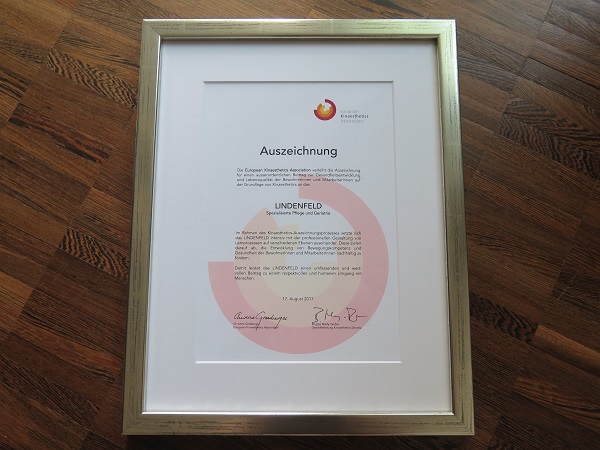 European
Kinaesthetics
Association
Auszeichnung
Die European Kinaesthetics Association verleiht die Auszeichnung
für einen ausserordentlichen Beitrag zur Gesundheitsentwicklung
und Lebensqualität der BewohnerInnen und MitarbeiterInnen auf
der Grundlage von Kinaesthetics an das
LINDENFELD
Spezialisierte Pflege und Geriatrie
Im Rahmen des Kinaesthetics-Auszeichnungsprozesses setzte sich
das LINDENFELD intensiv mit der professionellen Gestaltung von
Lernprozessen auf verschiedenen Ebenen auseinander. Diese zielen
darauf ab, die Entwicklung von Bewegungskompetenz und
Gesundheit der BewohnerInnen und MitarbeiterInnen nachhaltig zu
fördern.
Damit leistet das LINDENFELD einen umfassenden und wert-
vollen Beitrag zu einem respektvollen und humanen Umgang von
Menschen.
17. August 2017